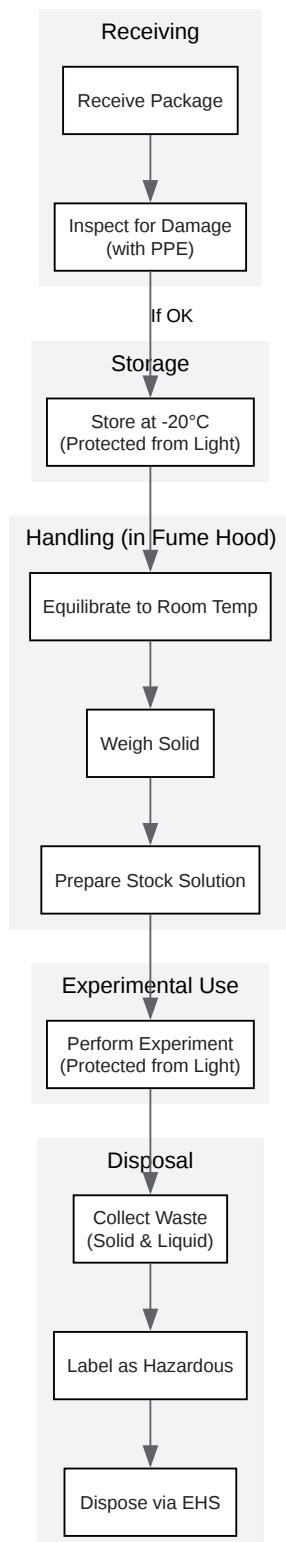 Receiving
Receive Package
Inspect for Damage
(with PPE)
If OK
Storage
Store at -20°C
(Protected from Light)
Handling (in Fume Hood)
Equilibrate to Room Temp
Weigh Solid
Prepare Stock Solution
Experimental Use
Perform Experiment
(Protected from Light)
Disposal
Collect Waste
(Solid & Liquid)
Label as Hazardous
Dispose via EHS